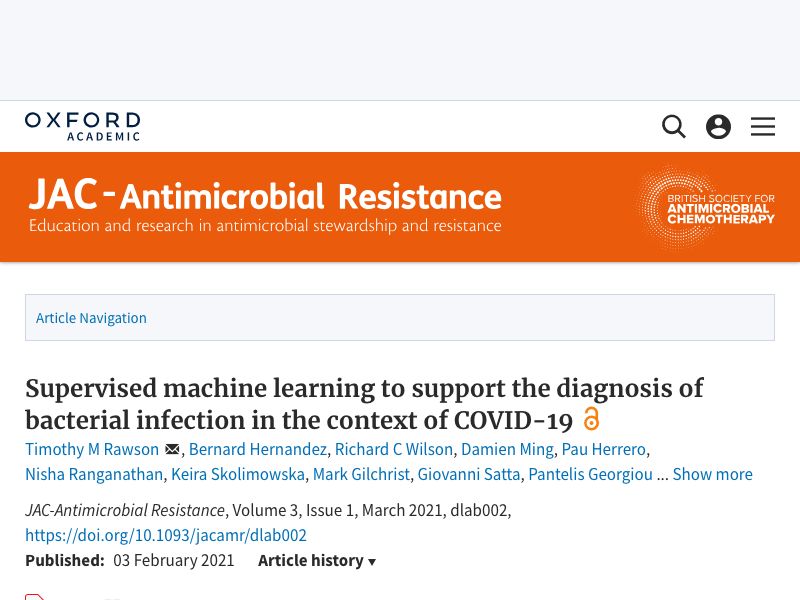 OXFORD
ACADEMIC
JAC-Antimicrobial Resistance
Education and research in antimicrobial stewardship and resistance
BRITISH SOCIETY FOR
ANTIMICROBIAL
CHEMOTHERAPY
Article Navigation
Supervised machine learning to support the diagnosis of
bacterial infection in the context of COVID-19
Timothy M Rawson, Bernard Hernandez, Richard C Wilson, Damien Ming, Pau Herrero,
Nisha Ranganathan, Keira Skolimowska, Mark Gilchrist, Giovanni Satta, Pantelis Georgiou ... Show more
JAC-Antimicrobial Resistance, Volume 3, Issue 1, March 2021, dlab002,
https://doi.org/10.1093/jacamr/dlab002
Published: 03 February 2021 Article history